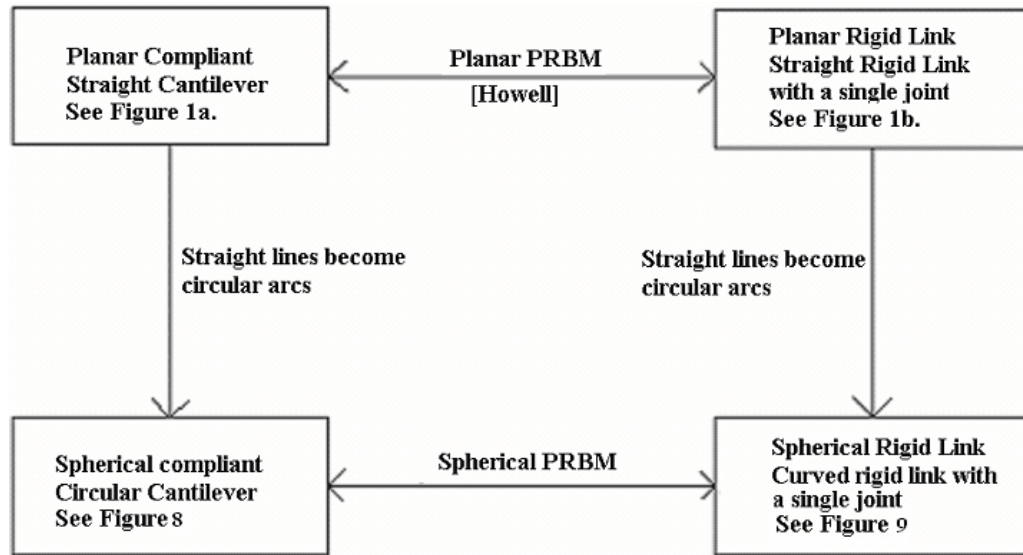 Planar Compliant
Straight Cantilever
See Figure 1a.
Planar PRBM
[Howell]
Planar Rigid Link
Straight Rigid Link
with a single joint
See Figure 1b.
Straight lines become
circular arcs
Straight lines become
circular arcs
Spherical compliant
Circular Cantilever
See Figure 8
Spherical PRBM
Spherical Rigid Link
Curved rigid link with
a single joint
See Figure 9